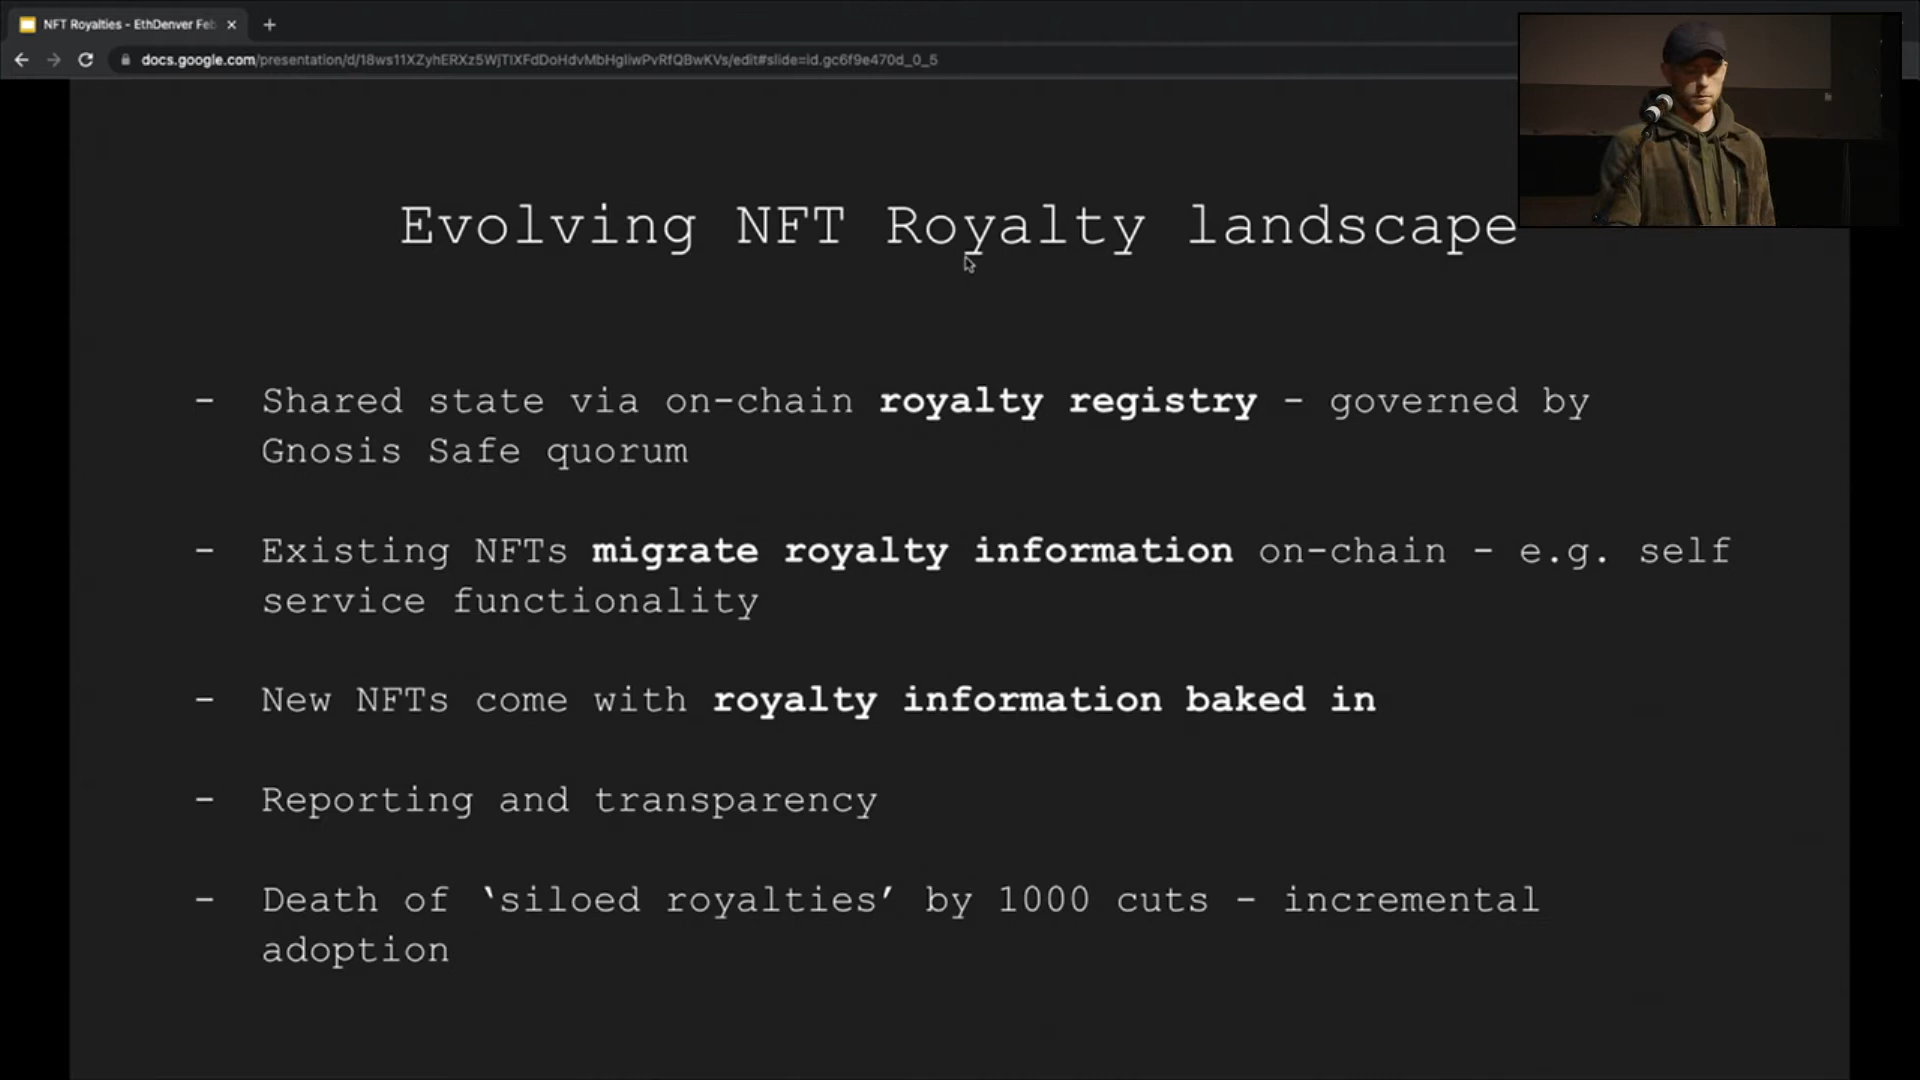 NFT Royalties - EthDenver Feb
docs.google.com/presentation/d/18ws11XZyhERXz5WjTlXFdDoHdvMbHgliwPvRfQBwKVs/edit#slide=id.gc6f9e470d_0_5
Evolving NFT Royalty landscape
- Shared state via on-chain royalty registry - governed by
Gnosis Safe quorum
- Existing NFTs migrate royalty information on-chain - e.g. self
service functionality
- New NFTs come with royalty information baked in
- Reporting and transparency
- Death of ‘siloed royalties’ by 1000 cuts - incremental
adoption